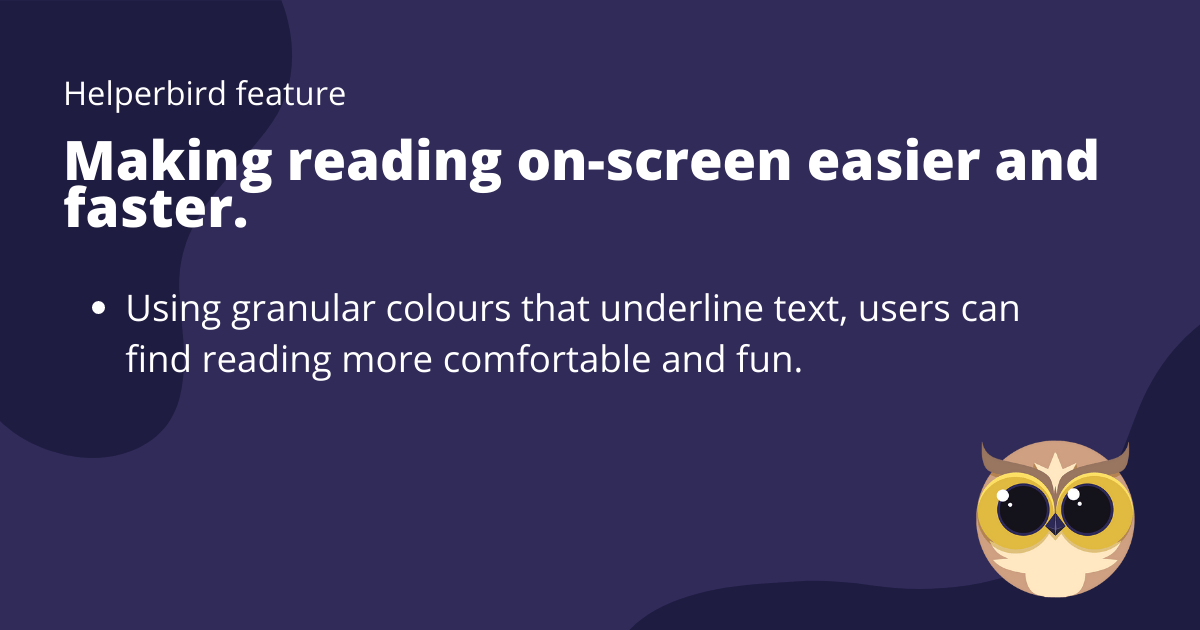 Helperbird feature
Making reading on-screen easier and
faster.
• Using granular colours that underline text, users can
find reading more comfortable and fun.